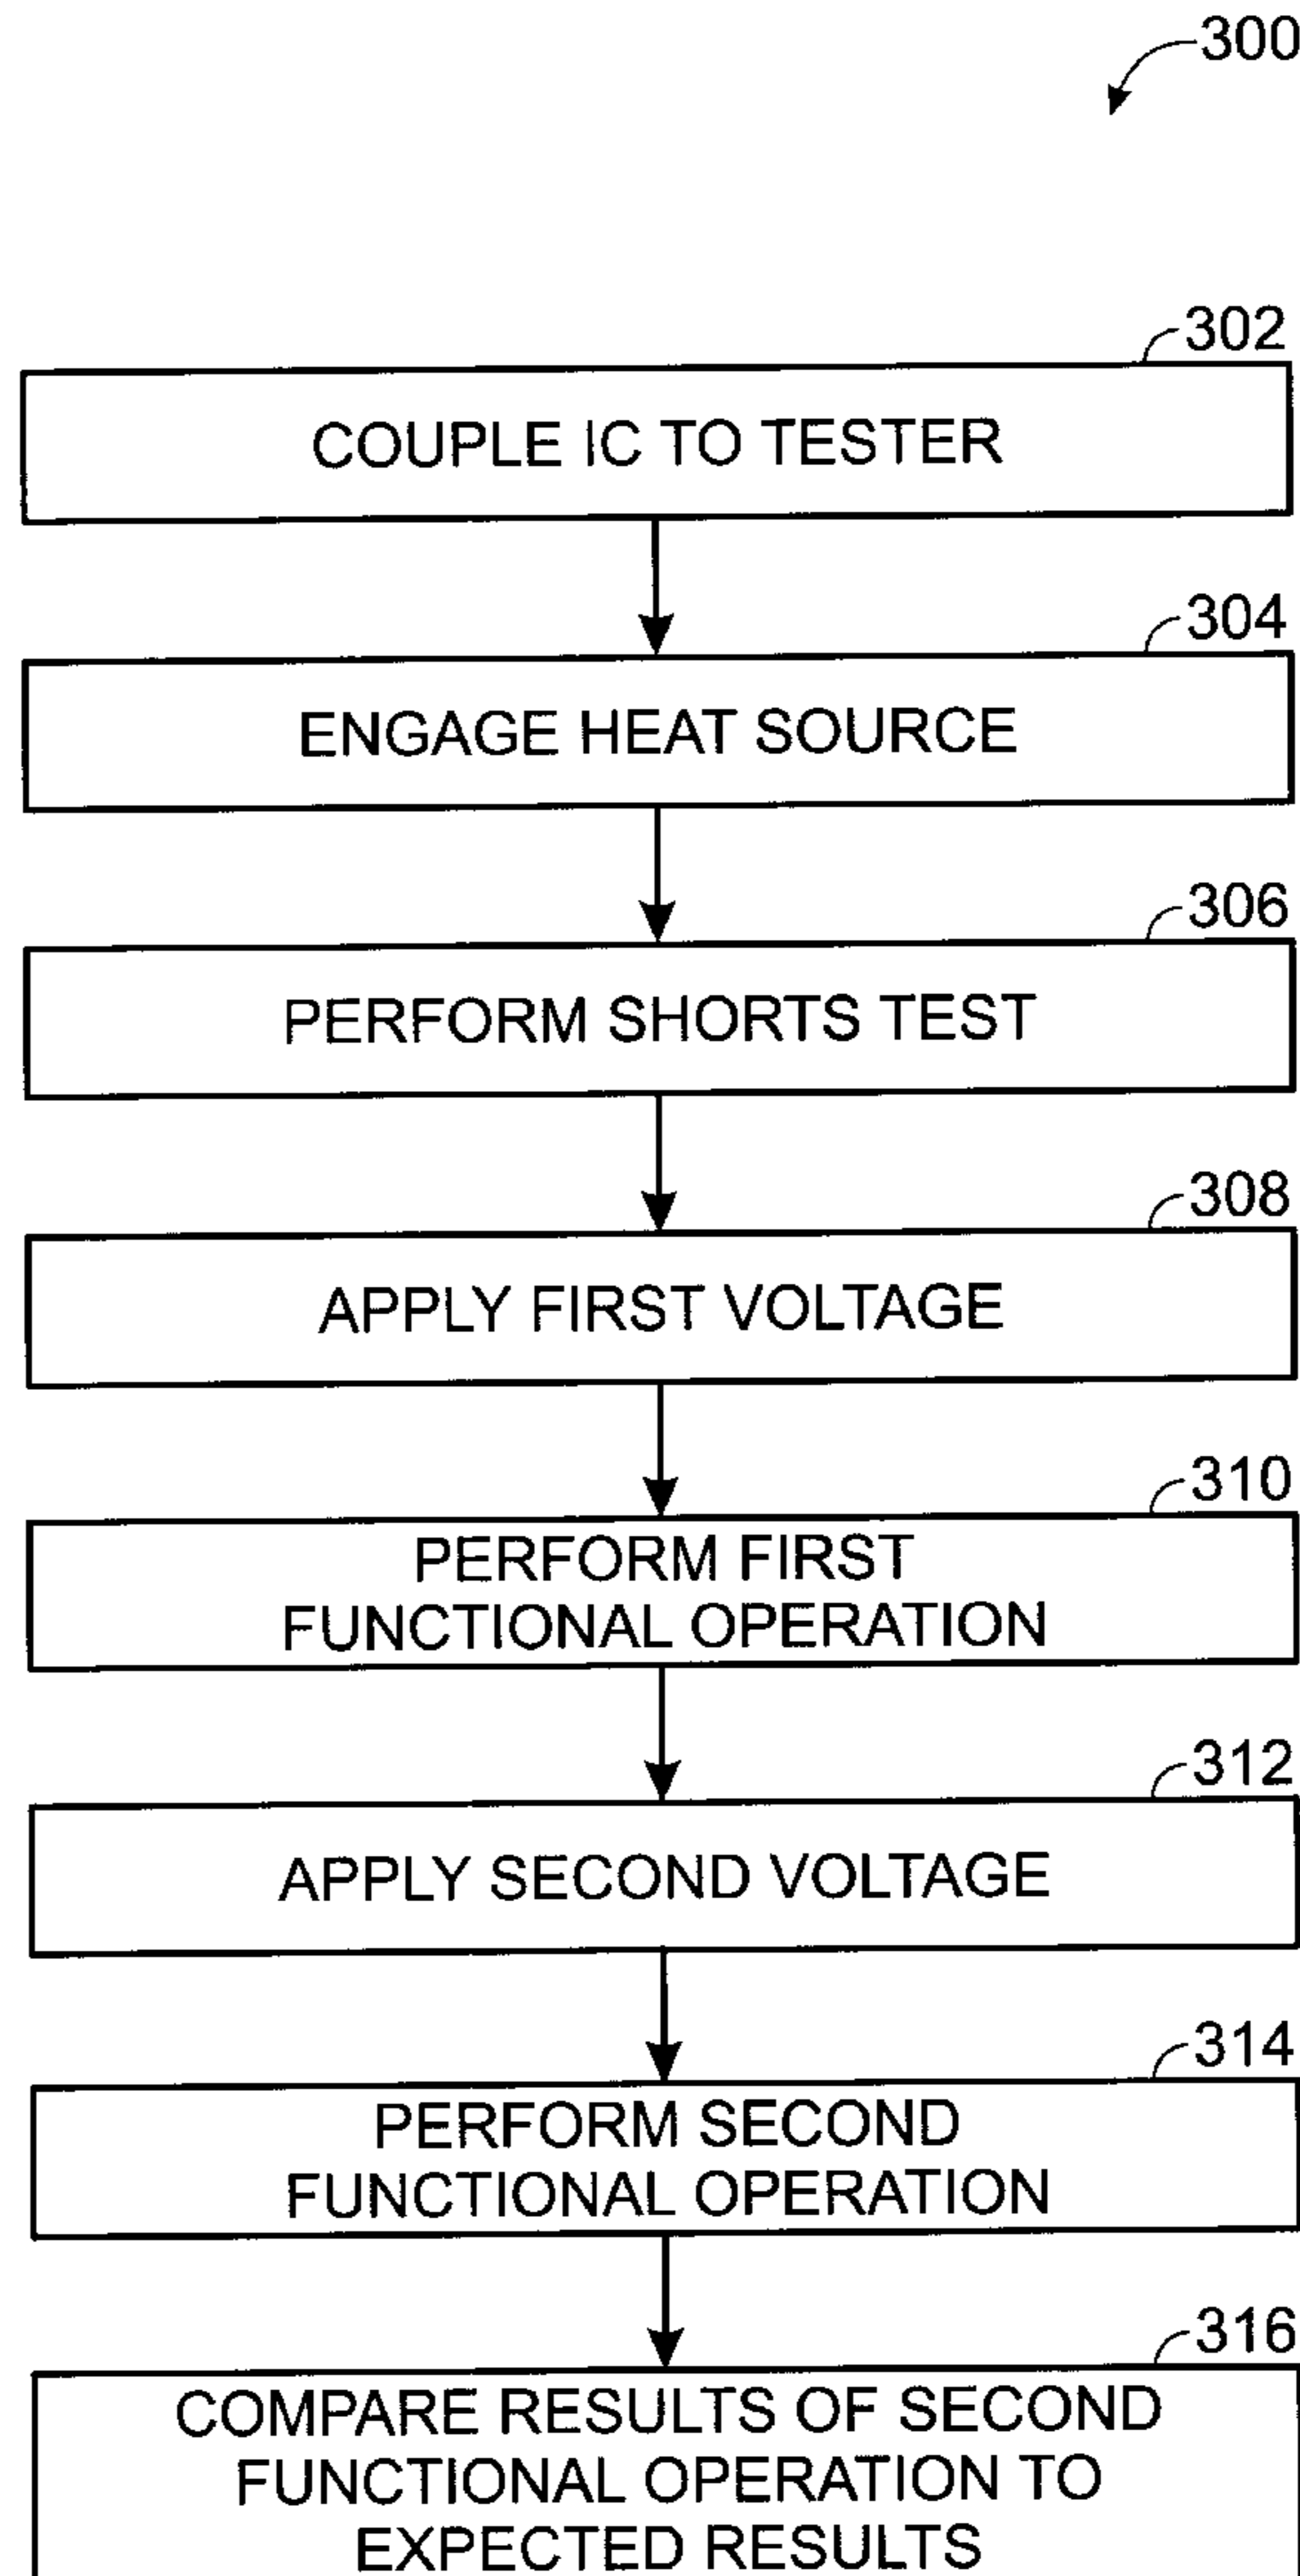 300
302
COUPLE IC TO TESTER
304
ENGAGE HEAT SOURCE
306
PERFORM SHORTS TEST
308
APPLY FIRST VOLTAGE
310
PERFORM FIRST
FUNCTIONAL OPERATION
312
APPLY SECOND VOLTAGE
314
PERFORM SECOND
FUNCTIONAL OPERATION
316
COMPARE RESULTS OF SECOND
FUNCTIONAL OPERATION TO
EXPECTED RESULTS